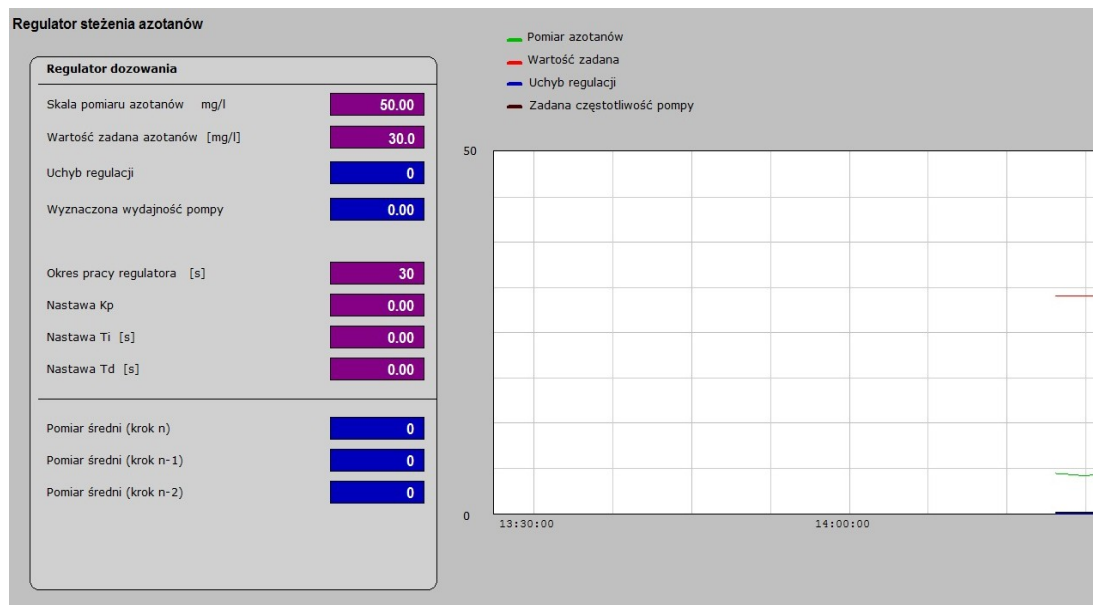 Regulator steżenia azotanów
Regulator dozowania
Skala pomiaru azotanów mg/l 50.00
Wartość zadana azotanów [mg/l] 30.0
Uchyb regulacji 0
Wyznaczona wydajność pompy 0.00
Okres pracy regulatora [s] 30
Nastawa Kp 0.00
Nastawa Ti [s] 0.00
Nastawa Td [s] 0.00
Pomiar średni (krok n) 0
Pomiar średni (krok n-1) 0
Pomiar średni (krok n-2) 0
Pomiar azotanów
Wartość zadana
Uchyb regulacji
Zadana częstotliwość pompy
50
0
13:30:00 14:00:00